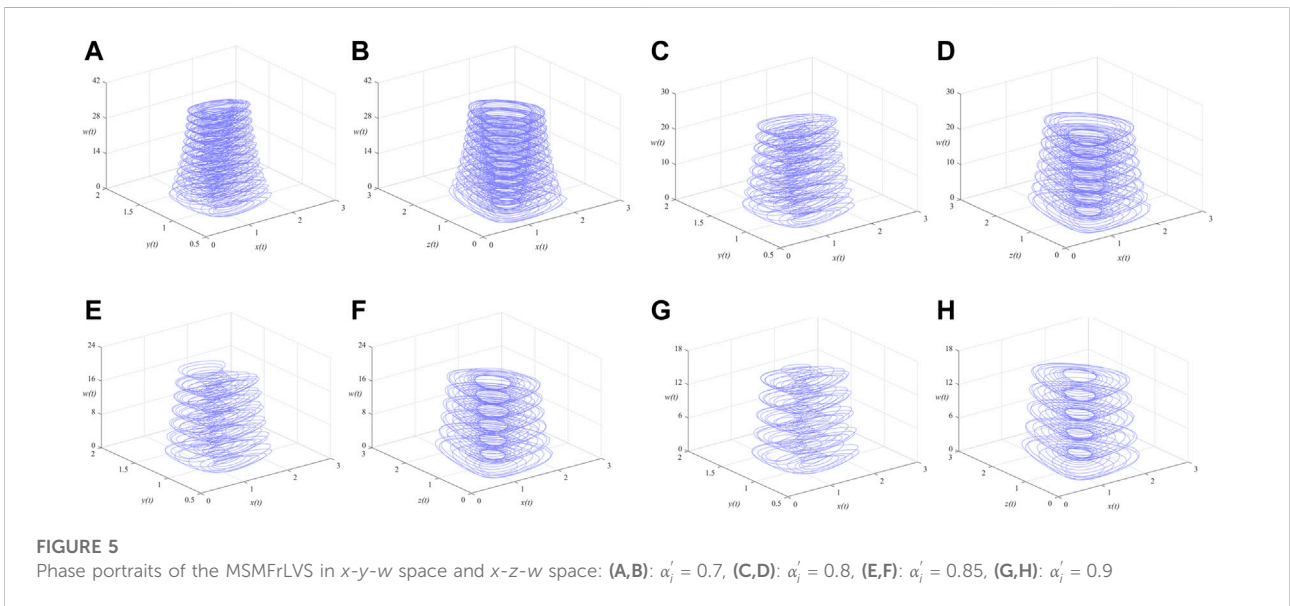 A
B
C
D
42
28
w(t)
14
0
2
1.5
y(t)
1
0.5
0
x(t)
1
2
3
42
28
w(t)
14
0
3
2
z(t)
1
0
0
x(t)
1
2
3
30
20
w(t)
10
0
2
1.5
y(t)
1
0.5
0
x(t)
1
2
3
30
20
w(t)
10
0
3
2
z(t)
1
0
0
x(t)
1
2
3
E
F
G
H
24
16
w(t)
8
0
2
1.5
y(t)
1
0.5
0
x(t)
1
2
3
24
16
w(t)
8
0
3
2
z(t)
1
0
0
x(t)
1
2
3
18
12
w(t)
6
0
2
1.5
y(t)
1
0.5
0
x(t)
1
2
3
18
12
w(t)
6
0
3
2
z(t)
1
0
0
x(t)
1
2
3
FIGURE 5
Phase portraits of the MSMFrLVS in x-y-w space and x-z-w space: (A,B): α′i = 0.7, (C,D): α′i = 0.8, (E,F): α′i = 0.85, (G,H): α′i = 0.9